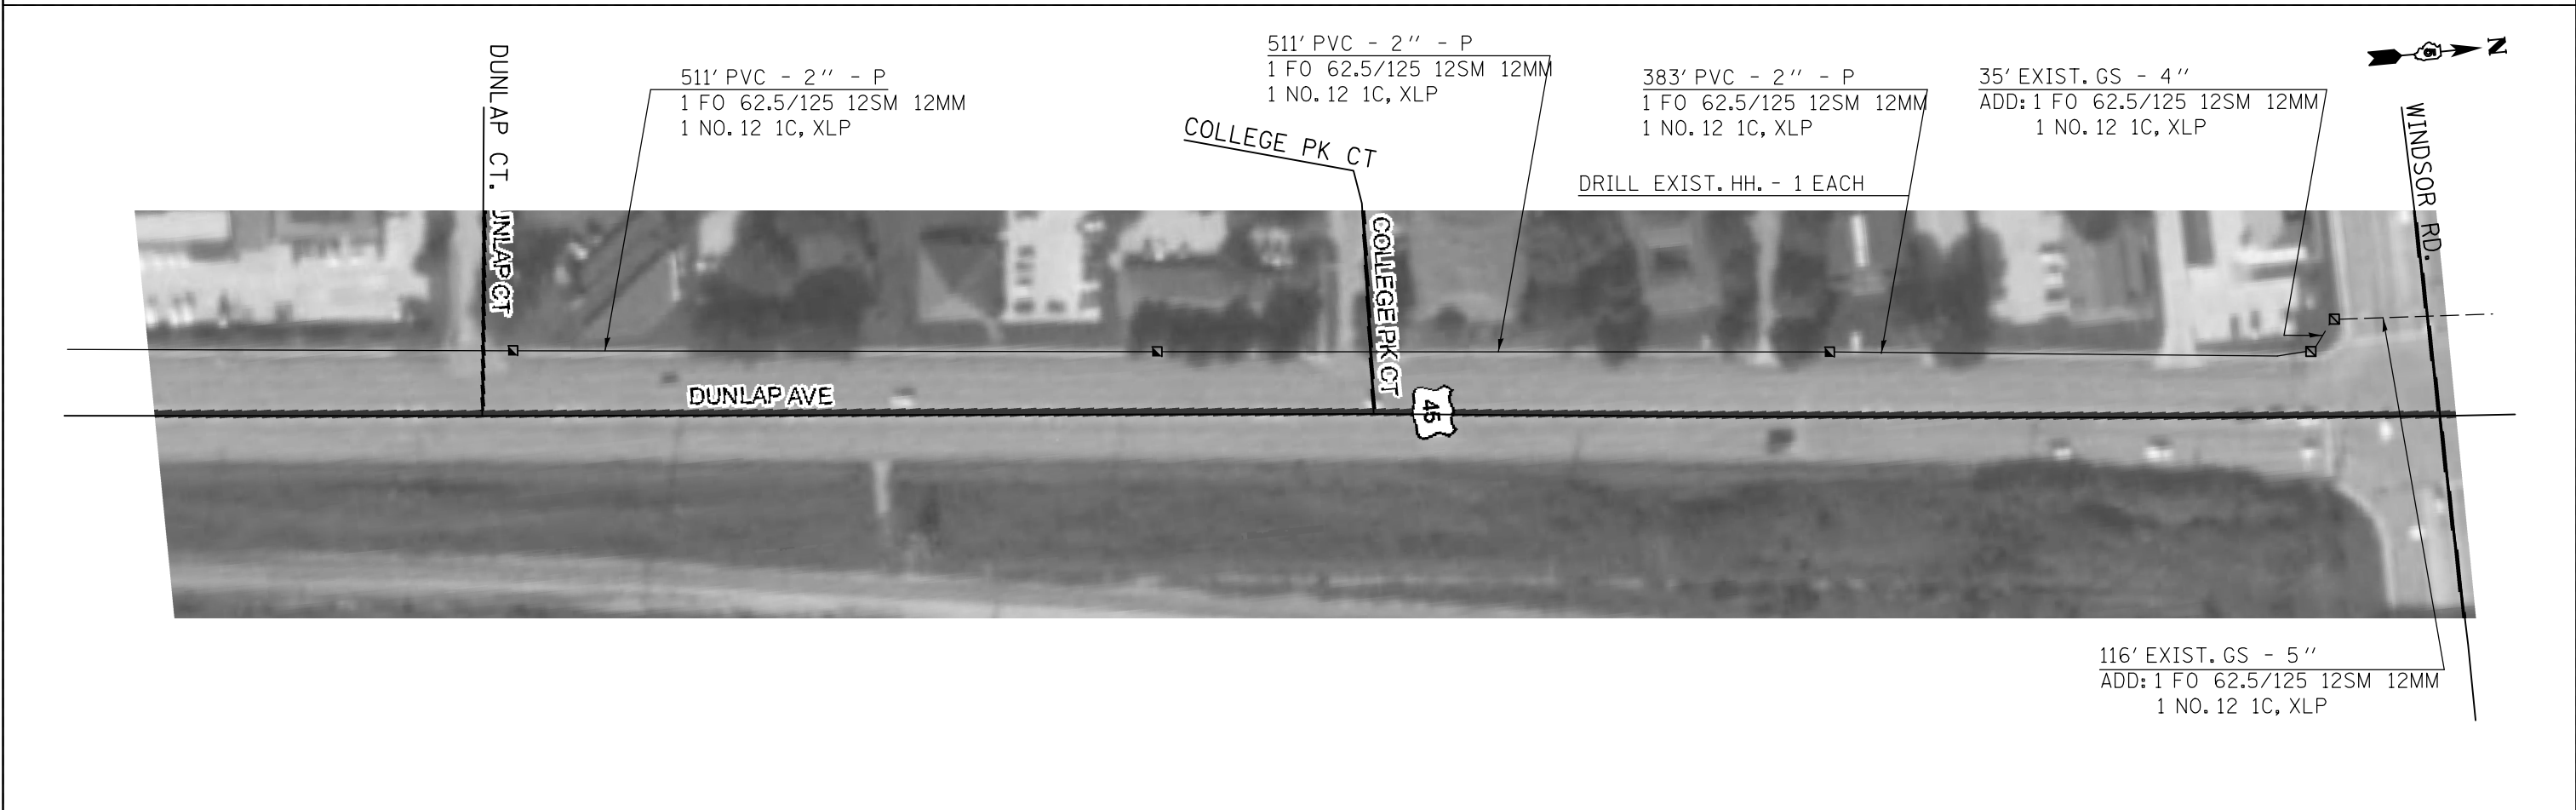 DUNLAP CT.
511' PVC - 2" - P
1 FO 62.5/125 12SM 12MM
1 NO. 12 1C, XLP
COLLEGE PK CT
511' PVC - 2" - P
1 FO 62.5/125 12SM 12MM
1 NO. 12 1C, XLP
383' PVC - 2" - P
1 FO 62.5/125 12SM 12MM
1 NO. 12 1C, XLP
DRILL EXIST. HH. - 1 EACH
35' EXIST. GS - 4"
ADD: 1 FO 62.5/125 12SM 12MM
1 NO. 12 1C, XLP
N
WINDSOR RD.
UNLAP CT
COLLEGE PK CT
DUNLAP AVE
45
116' EXIST. GS - 5"
ADD: 1 FO 62.5/125 12SM 12MM
1 NO. 12 1C, XLP